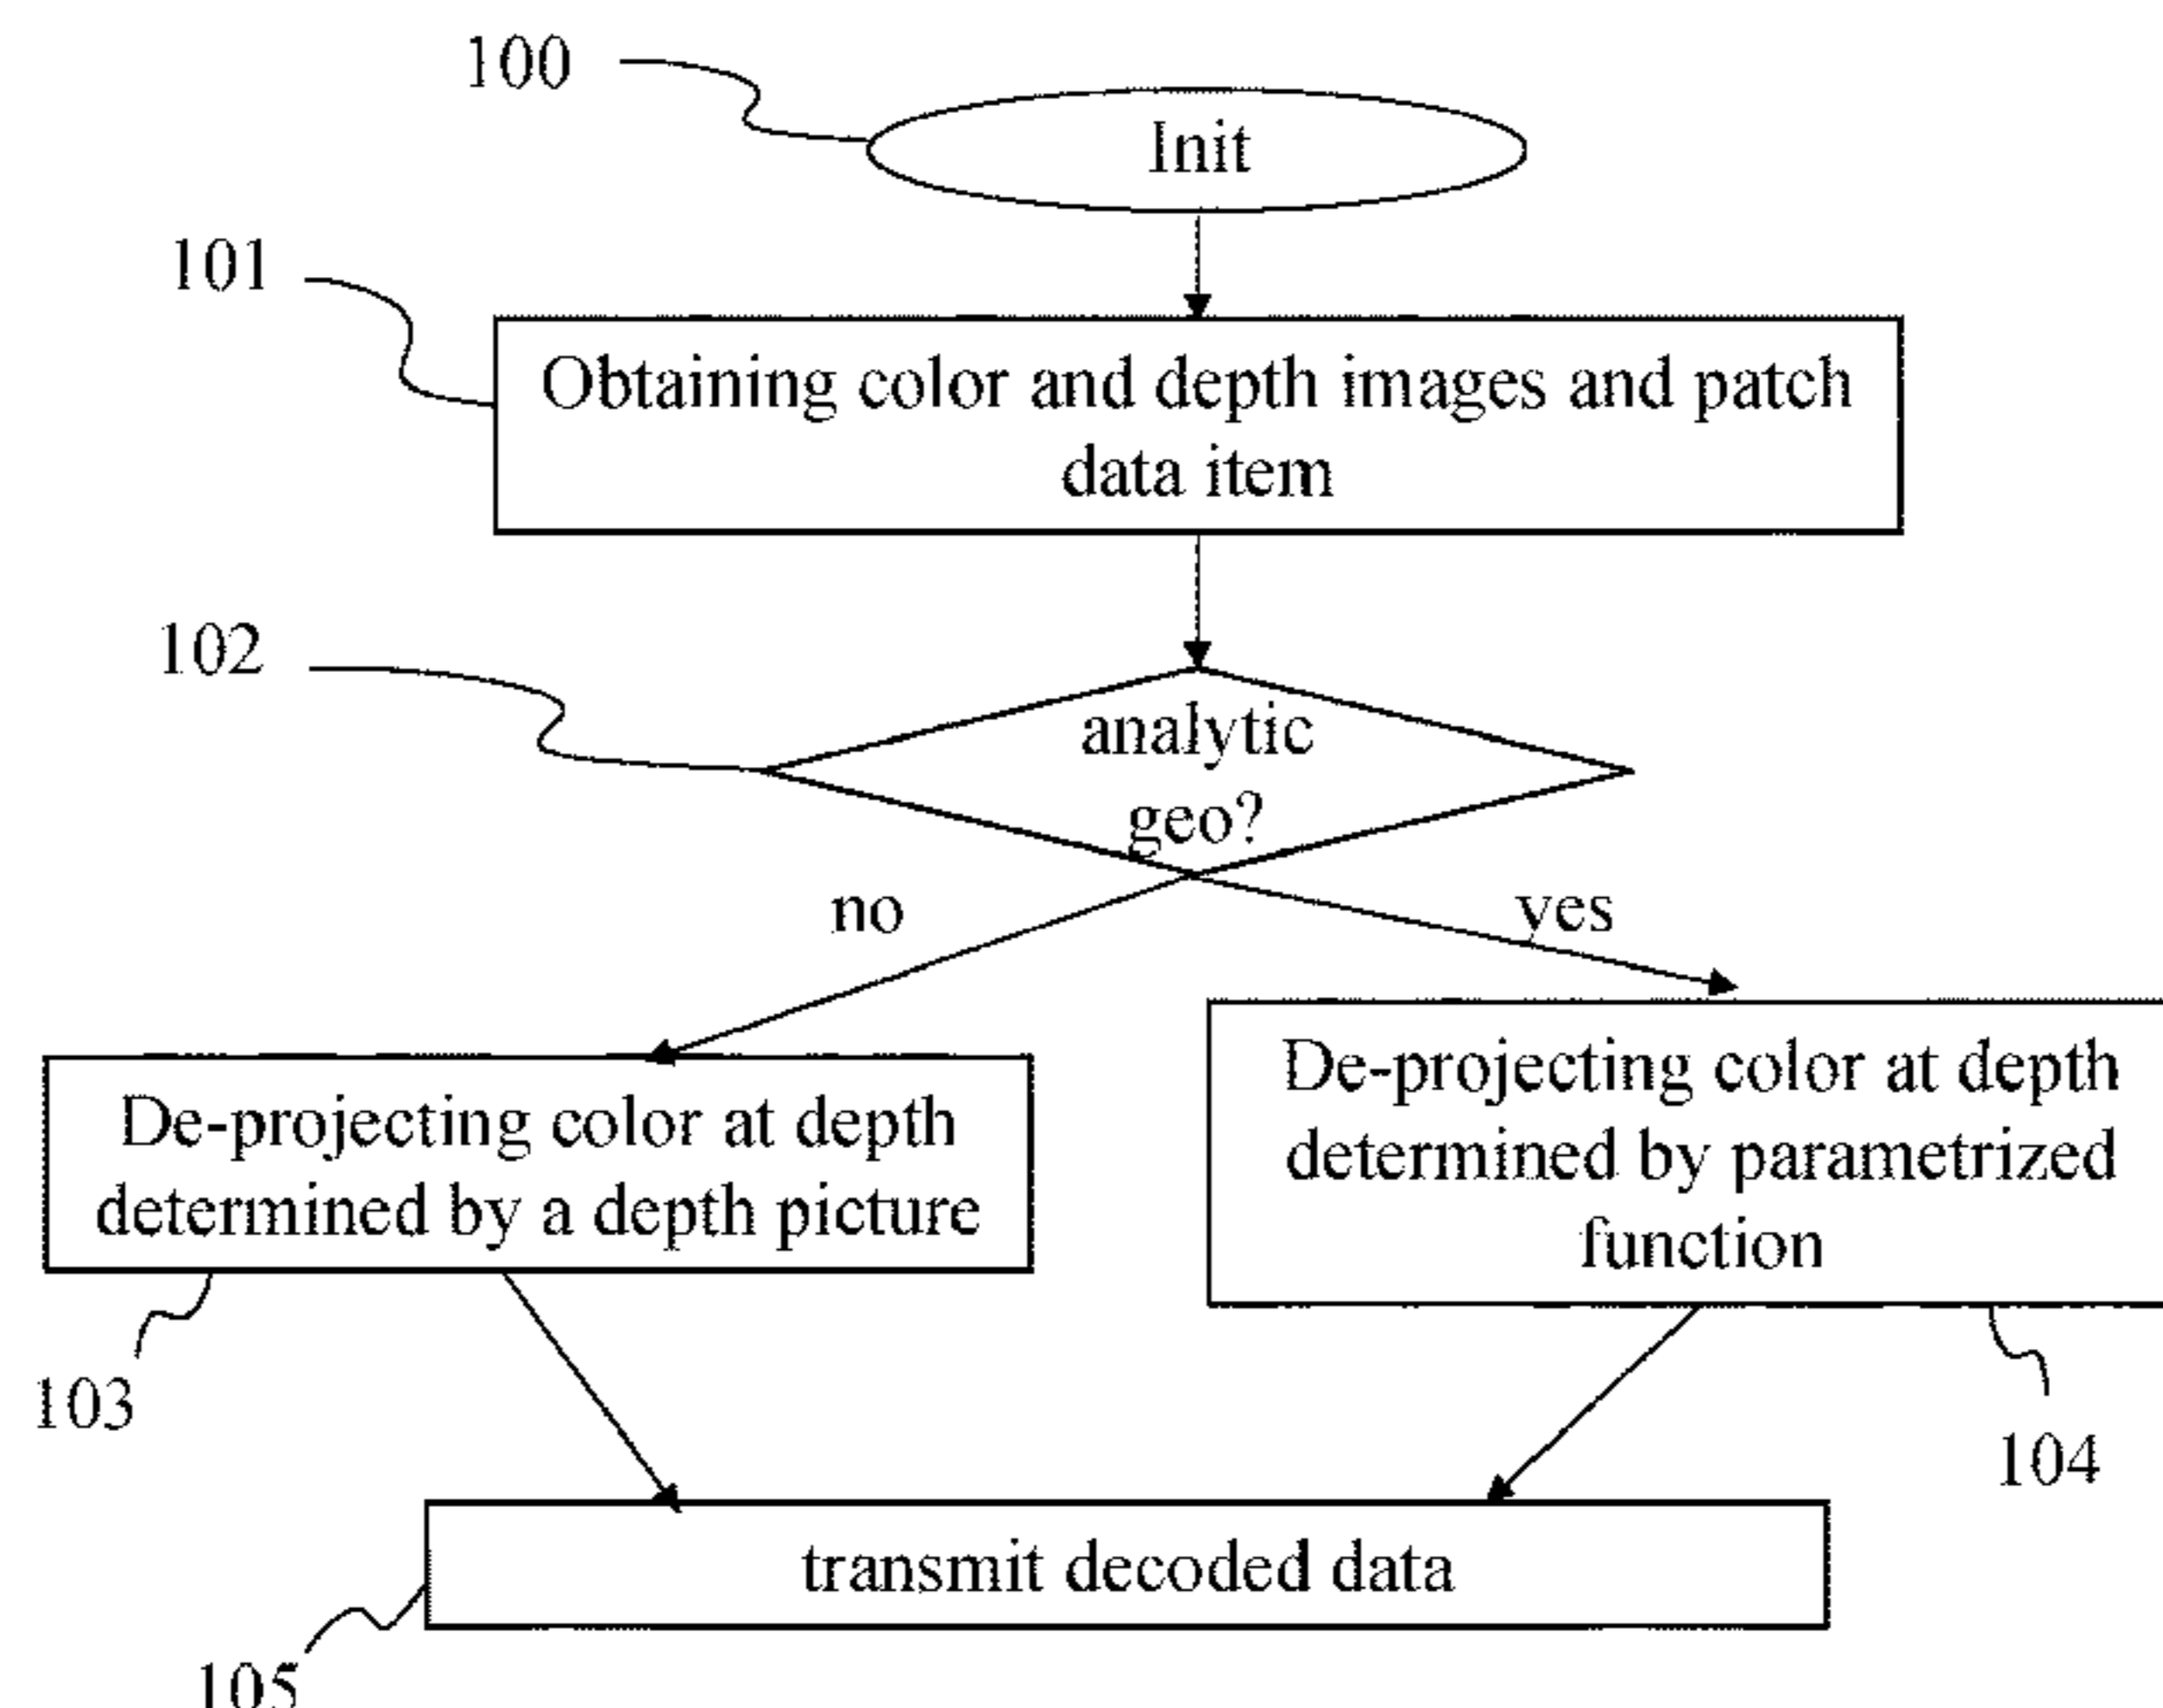 100
Init
101
Obtaining color and depth images and patch
data item
102
analytic
geo?
no
yes
De-projecting color at depth
determined by a depth picture
De-projecting color at depth
determined by parametrized
function
103
104
transmit decoded data
105